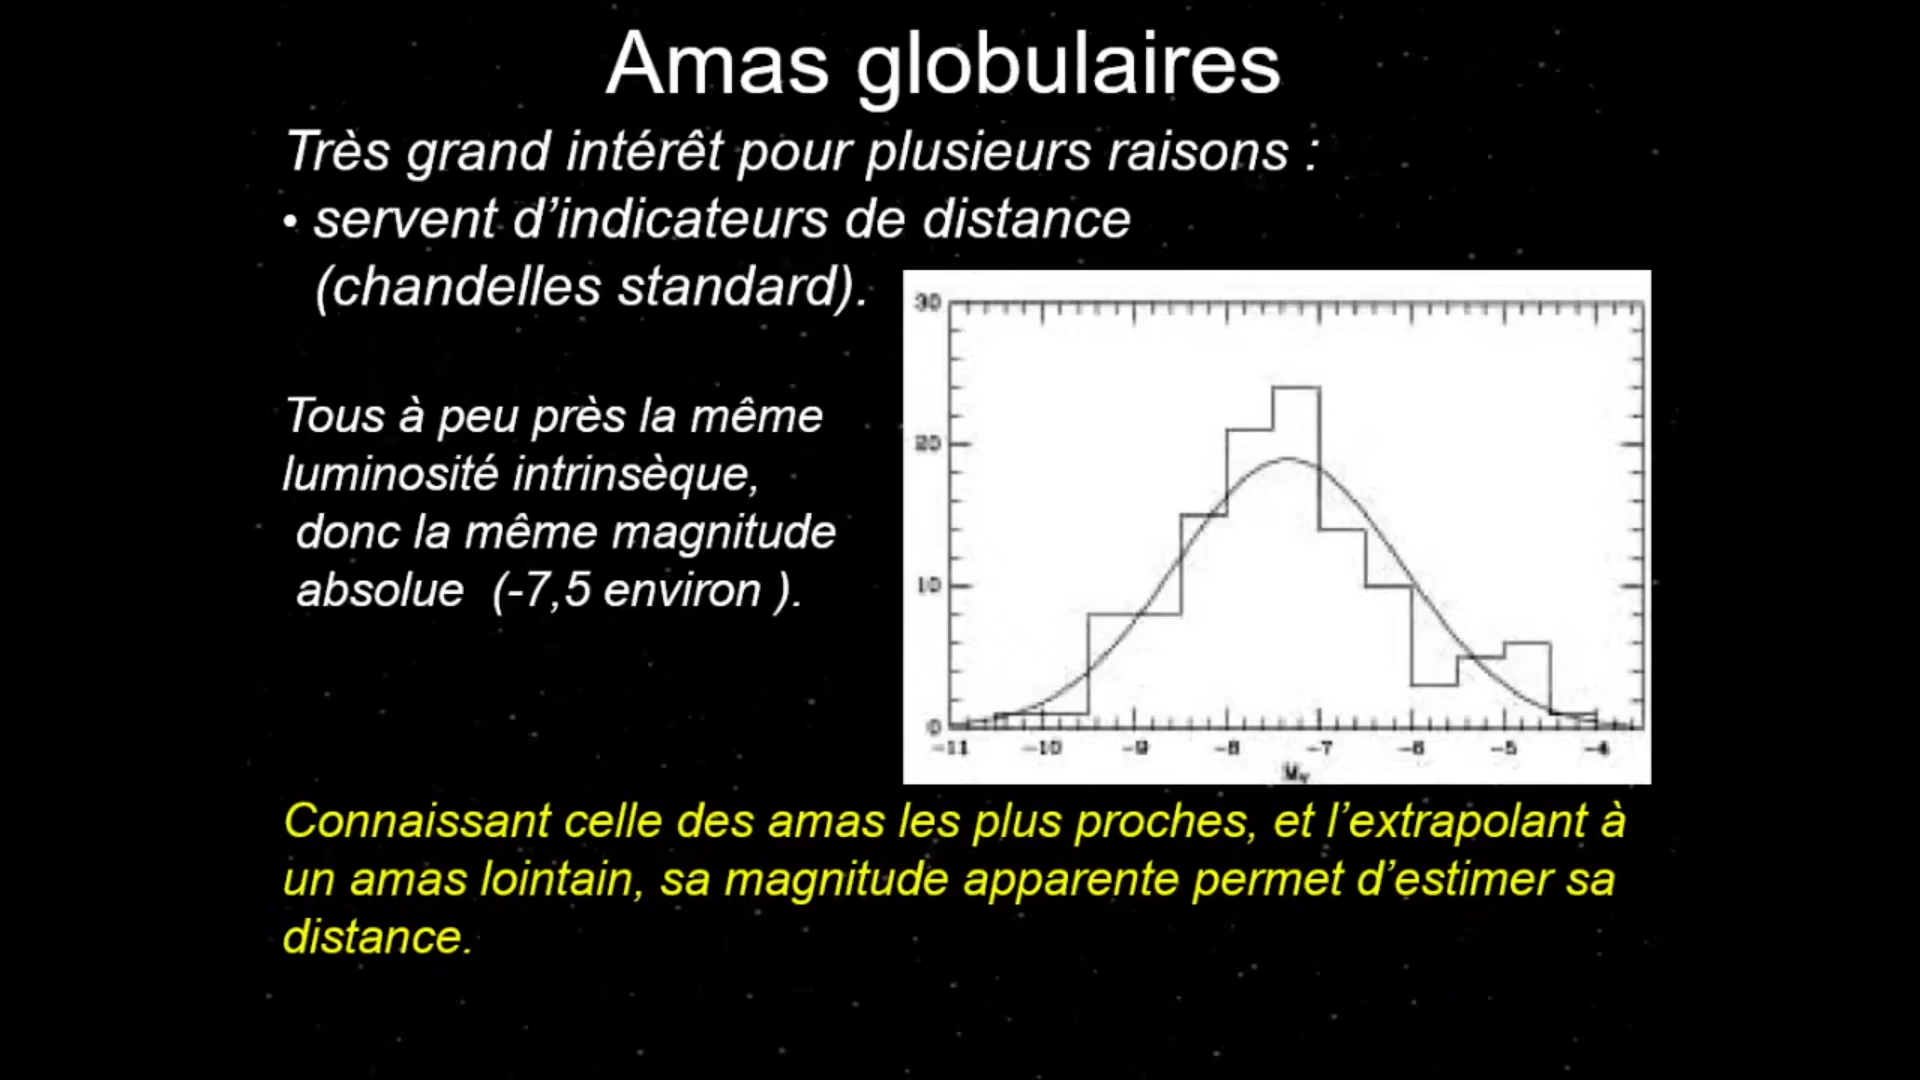 Amas globulaires
Très grand intérêt pour plusieurs raisons :
• servent d’indicateurs de distance
(chandelles standard).
Tous à peu près la même
luminosité intrinsèque,
donc la même magnitude
absolue (-7,5 environ ).
30
20
10
0
-11 -10 -9 -8 -7 -6 -5 -4
Mv
Connaissant celle des amas les plus proches, et l’extrapolant à
un amas lointain, sa magnitude apparente permet d’estimer sa
distance.